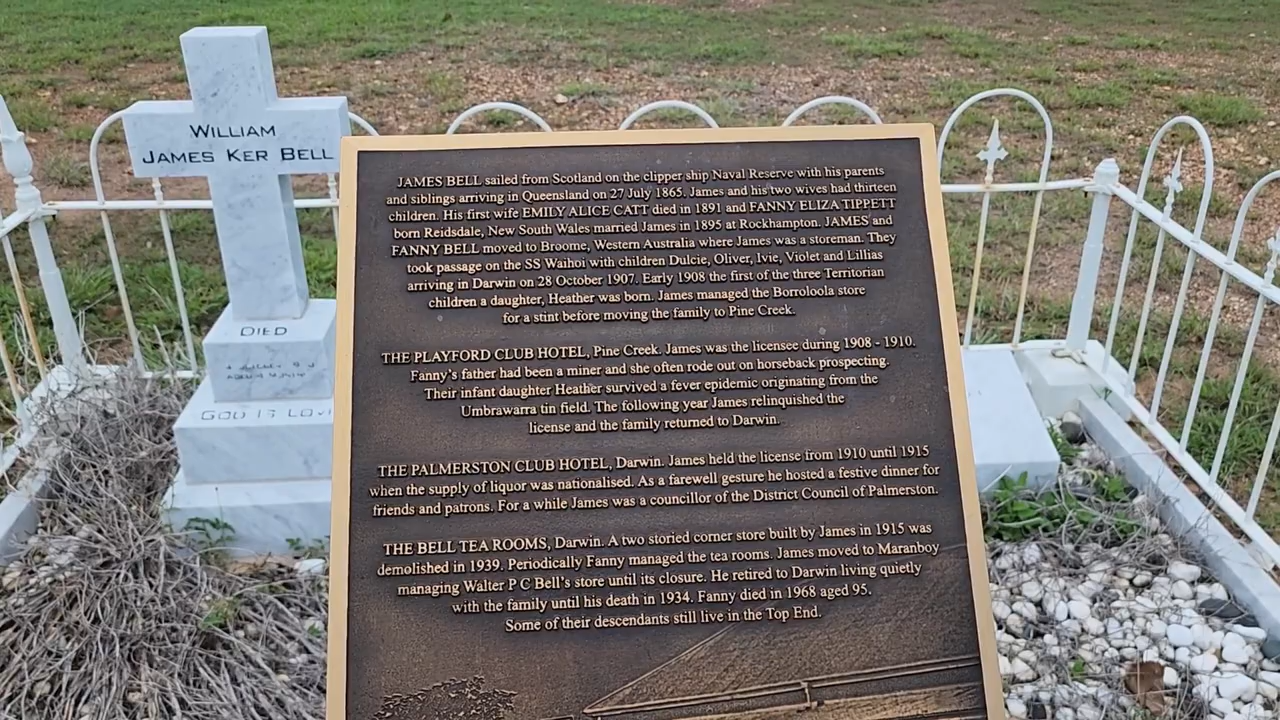 WILLIAM
JAMES KER BELL
DIED
GOD IS LOVE
JAMES BELL sailed from Scotland on the clipper ship Naval Reserve with his parents
and siblings arriving in Queensland on 27 July 1865. James and his two wives had thirteen
children. His first wife EMILY ALICE CATT died in 1891 and FANNY ELIZA TIPPETT
born Reidsdale, New South Wales married James in 1895 at Rockhampton. JAMES and
FANNY BELL moved to Broome, Western Australia where James was a storeman. They
took passage on the SS Waihoi with children Dulcie, Oliver, Ivie, Violet and Lillias
arriving in Darwin on 28 October 1907. Early 1908 the first of the three Territorian
children a daughter, Heather was born. James managed the Borroloola store
for a stint before moving the family to Pine Creek.
THE PLAYFORD CLUB HOTEL, Pine Creek. James was the licensee during 1908 - 1910.
Fanny's father had been a miner and she often rode out on horseback prospecting.
Their infant daughter Heather survived a fever epidemic originating from the
Umbrawarra tin field. The following year James relinquished the
license and the family returned to Darwin.
THE PALMERSTON CLUB HOTEL, Darwin. James held the license from 1910 until 1915
when the supply of liquor was nationalised. As a farewell gesture he hosted a festive dinner for
friends and patrons. For a while James was a councillor of the District Council of Palmerston.
THE BELL TEA ROOMS, Darwin. A two storied corner store built by James in 1915 was
demolished in 1939. Periodically Fanny managed the tea rooms. James moved to Maranboy
managing Walter P C Bell's store until its closure. He retired to Darwin living quietly
with the family until his death in 1934. Fanny died in 1968 aged 95.
Some of their descendants still live in the Top End.